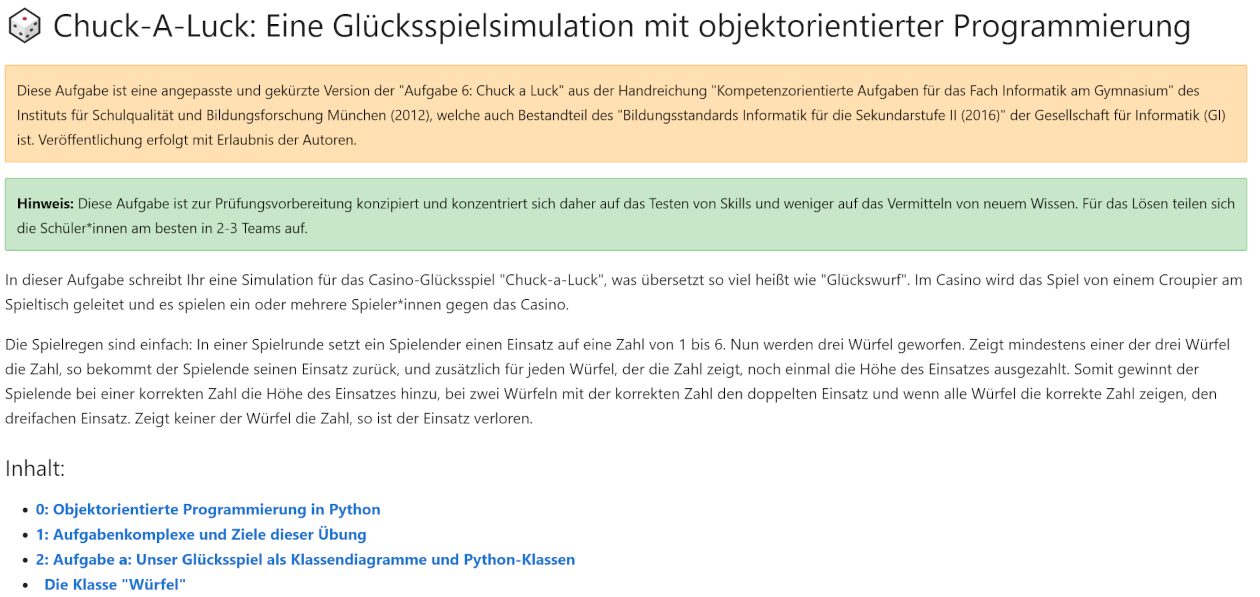 Chuck-A-Luck: Eine Glücksspielsimulation mit objektorientierter Programmierung
Diese Aufgabe ist eine angepasste und gekürzte Version der "Aufgabe 6: Chuck a Luck" aus der Handreichung "Kompetenzorientierte Aufgaben für das Fach Informatik am Gymnasium" des
Instituts für Schulqualität und Bildungsforschung München (2012), welche auch Bestandteil des "Bildungsstandards Informatik für die Sekundarstufe II (2016)" der Gesellschaft für Informatik (GI)
ist. Veröffentlichung erfolgt mit Erlaubnis der Autoren.
Hinweis: Diese Aufgabe ist zur Prüfungsvorbereitung konzipiert und konzentriert sich daher auf das Testen von Skills und weniger auf das Vermitteln von neuem Wissen. Für das Lösen teilen sich
die Schüler*innen am besten in 2-3 Teams auf.
In dieser Aufgabe schreibt Ihr eine Simulation für das Casino-Glücksspiel "Chuck-a-Luck", was übersetzt so viel heißt wie "Glückswurf". Im Casino wird das Spiel von einem Croupier am
Spieltisch geleitet und es spielen ein oder mehrere Spieler*innen gegen das Casino.
Die Spielregen sind einfach: In einer Spielrunde setzt ein Spielender einen Einsatz auf eine Zahl von 1 bis 6. Nun werden drei Würfel geworfen. Zeigt mindestens einer der drei Würfel
die Zahl, so bekommt der Spielende seinen Einsatz zurück, und zusätzlich für jeden Würfel, der die Zahl zeigt, noch einmal die Höhe des Einsatzes ausgezahlt. Somit gewinnt der
Spielende bei einer korrekten Zahl die Höhe des Einsatzes hinzu, bei zwei Würfeln mit der korrekten Zahl den doppelten Einsatz und wenn alle Würfel die korrekte Zahl zeigen, den
dreifachen Einsatz. Zeigt keiner der Würfel die Zahl, so ist der Einsatz verloren.
Inhalt:
• 0: Objektorientierte Programmierung in Python
• 1: Aufgabenkomplexe und Ziele dieser Übung
• 2: Aufgabe a: Unser Glücksspiel als Klassendiagramme und Python-Klassen
• Die Klasse "Würfel"